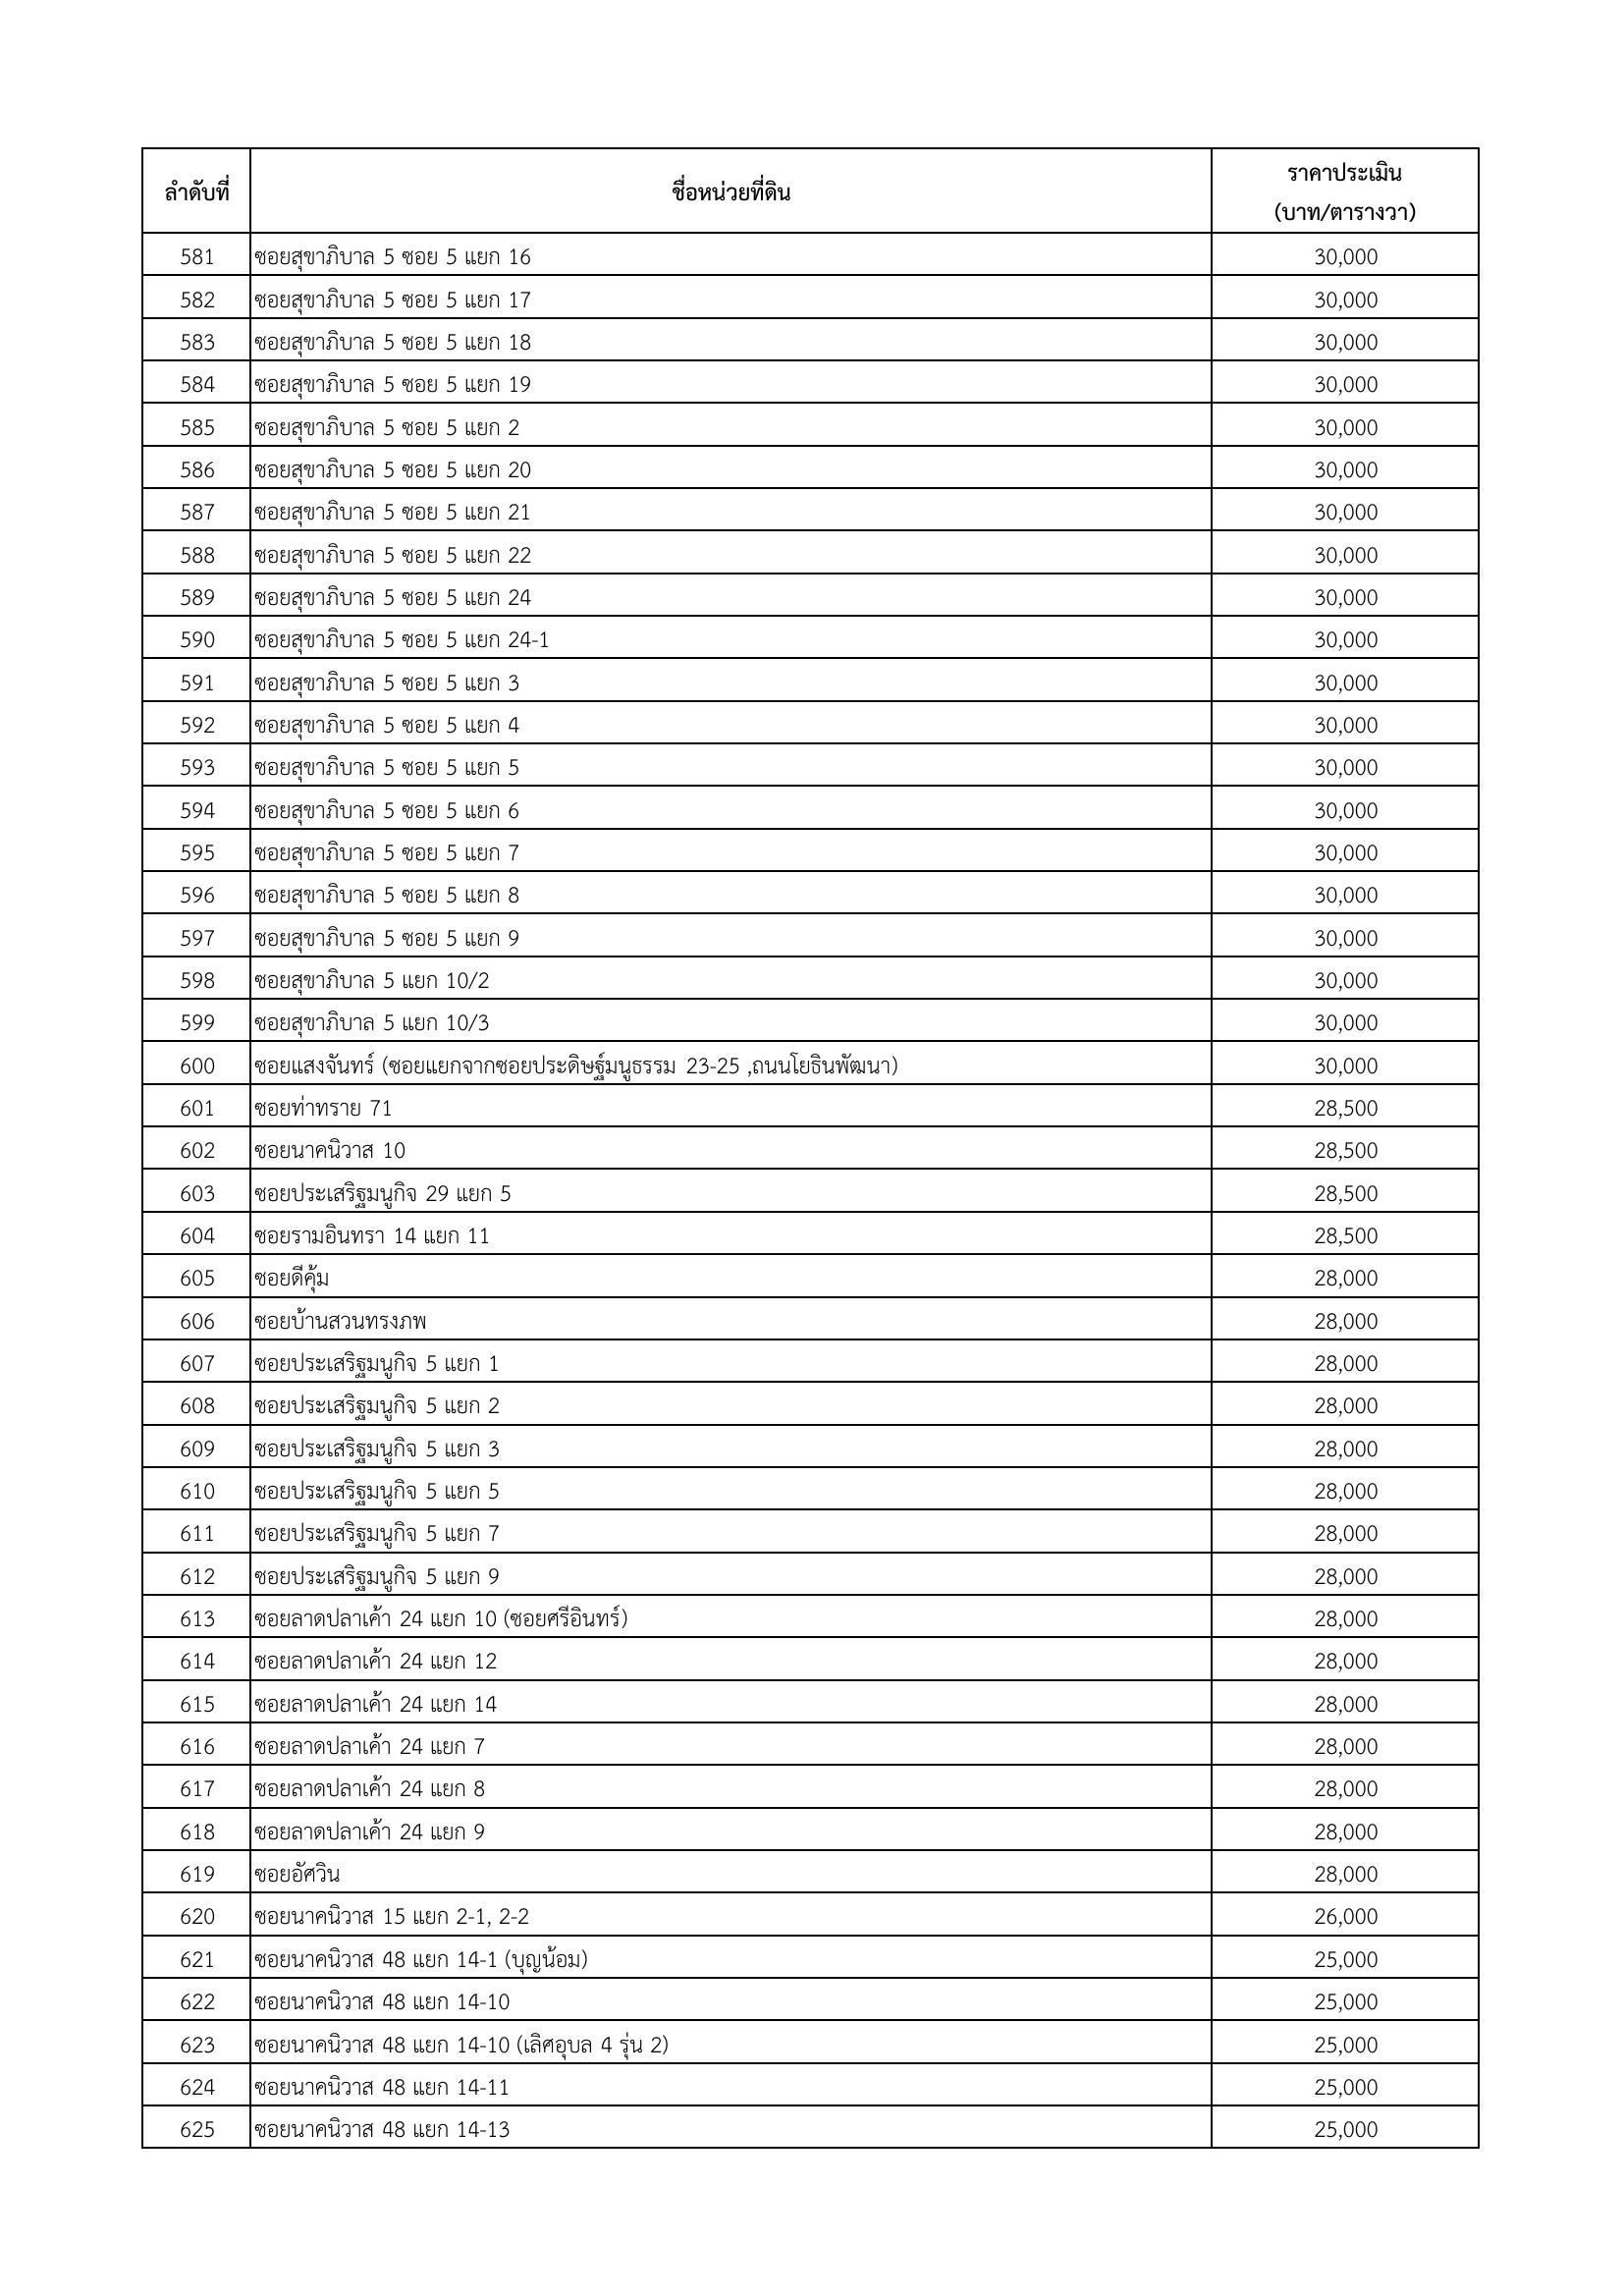 ลำดับที่ ชื่อหน่วยที่ดิน ราคาประเมิน
(บาท/ตารางวา)
581 ซอยสุขาภิบาล 5 ซอย 5 แยก 16 30,000
582 ซอยสุขาภิบาล 5 ซอย 5 แยก 17 30,000
583 ซอยสุขาภิบาล 5 ซอย 5 แยก 18 30,000
584 ซอยสุขาภิบาล 5 ซอย 5 แยก 19 30,000
585 ซอยสุขาภิบาล 5 ซอย 5 แยก 2 30,000
586 ซอยสุขาภิบาล 5 ซอย 5 แยก 20 30,000
587 ซอยสุขาภิบาล 5 ซอย 5 แยก 21 30,000
588 ซอยสุขาภิบาล 5 ซอย 5 แยก 22 30,000
589 ซอยสุขาภิบาล 5 ซอย 5 แยก 24 30,000
590 ซอยสุขาภิบาล 5 ซอย 5 แยก 24-1 30,000
591 ซอยสุขาภิบาล 5 ซอย 5 แยก 3 30,000
592 ซอยสุขาภิบาล 5 ซอย 5 แยก 4 30,000
593 ซอยสุขาภิบาล 5 ซอย 5 แยก 5 30,000
594 ซอยสุขาภิบาล 5 ซอย 5 แยก 6 30,000
595 ซอยสุขาภิบาล 5 ซอย 5 แยก 7 30,000
596 ซอยสุขาภิบาล 5 ซอย 5 แยก 8 30,000
597 ซอยสุขาภิบาล 5 ซอย 5 แยก 9 30,000
598 ซอยสุขาภิบาล 5 แยก 10/2 30,000
599 ซอยสุขาภิบาล 5 แยก 10/3 30,000
600 ซอยแสงจันทร์ (ซอยแยกจากซอยประดิษฐ์มนูธรรม 23-25 ,ถนนโยธินพัฒนา) 30,000
601 ซอยท่าทราย 71 28,500
602 ซอยนาคนิวาส 10 28,500
603 ซอยประเสริฐมนูกิจ 29 แยก 5 28,500
604 ซอยรามอินทรา 14 แยก 11 28,500
605 ซอยดีคุ้ม 28,000
606 ซอยบ้านสวนทรงภพ 28,000
607 ซอยประเสริฐมนูกิจ 5 แยก 1 28,000
608 ซอยประเสริฐมนูกิจ 5 แยก 2 28,000
609 ซอยประเสริฐมนูกิจ 5 แยก 3 28,000
610 ซอยประเสริฐมนูกิจ 5 แยก 5 28,000
611 ซอยประเสริฐมนูกิจ 5 แยก 7 28,000
612 ซอยประเสริฐมนูกิจ 5 แยก 9 28,000
613 ซอยลาดปลาเค้า 24 แยก 10 (ซอยศรีอินทร์) 28,000
614 ซอยลาดปลาเค้า 24 แยก 12 28,000
615 ซอยลาดปลาเค้า 24 แยก 14 28,000
616 ซอยลาดปลาเค้า 24 แยก 7 28,000
617 ซอยลาดปลาเค้า 24 แยก 8 28,000
618 ซอยลาดปลาเค้า 24 แยก 9 28,000
619 ซอยอัศวิน 28,000
620 ซอยนาคนิวาส 15 แยก 2-1, 2-2 26,000
621 ซอยนาคนิวาส 48 แยก 14-1 (บุญน้อม) 25,000
622 ซอยนาคนิวาส 48 แยก 14-10 25,000
623 ซอยนาคนิวาส 48 แยก 14-10 (เลิศอุบล 4 รุ่น 2) 25,000
624 ซอยนาคนิวาส 48 แยก 14-11 25,000
625 ซอยนาคนิวาส 48 แยก 14-13 25,000